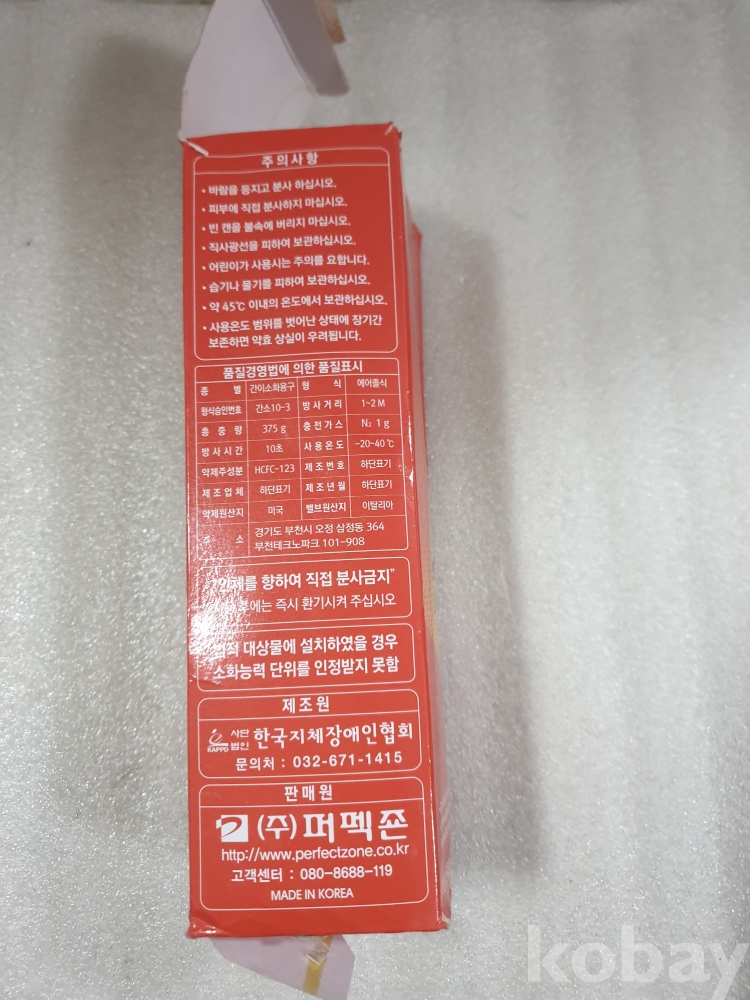 주의사항
• 바람을 등지고 분사 하십시오.
• 피부에 직접 분사하지 마십시오.
• 빈 캔을 불속에 버리지 마십시오.
• 직사광선을 피하여 보관하십시오.
• 어린이가 사용시는 주의를 요합니다.
• 습기나 물기를 피하여 보관하십시오.
• 약 45℃ 이내의 온도에서 보관하십시오.
• 사용온도 범위를 벗어난 상태에 장기간
보존하면 약효 상실이 우려됩니다.
품질경영법에 의한 품질표시
종 별 간이소화용구 형 식 에어졸식
형식승인번호 간소10-3 방사거리 1~2 M
총 중 량 375 g 충전가스 N₂ 1 g
방사시간 10초 사용온도 -20~40 ℃
약제주성분 HCFC-123 제조번호 하단표기
제조업체 하단표기 제조년월 하단표기
약제원산지 미국 밸브원산지 이탈리아
주 소 경기도 부천시 오정 삼정동 364
부천테크노파크 101-908
"인체를 향하여 직접 분사금지"
후에는 즉시 환기시켜 주십시오
법적 대상물에 설치하였을 경우
소화능력 단위를 인정받지 못함
제조원
KAPPD 사단법인 한국지체장애인협회
문의처 : 032-671-1415
판매원
(주)퍼펙죤
http://www.perfectzone.co.kr
고객센터 : 080-8688-119
MADE IN KOREA
kobay